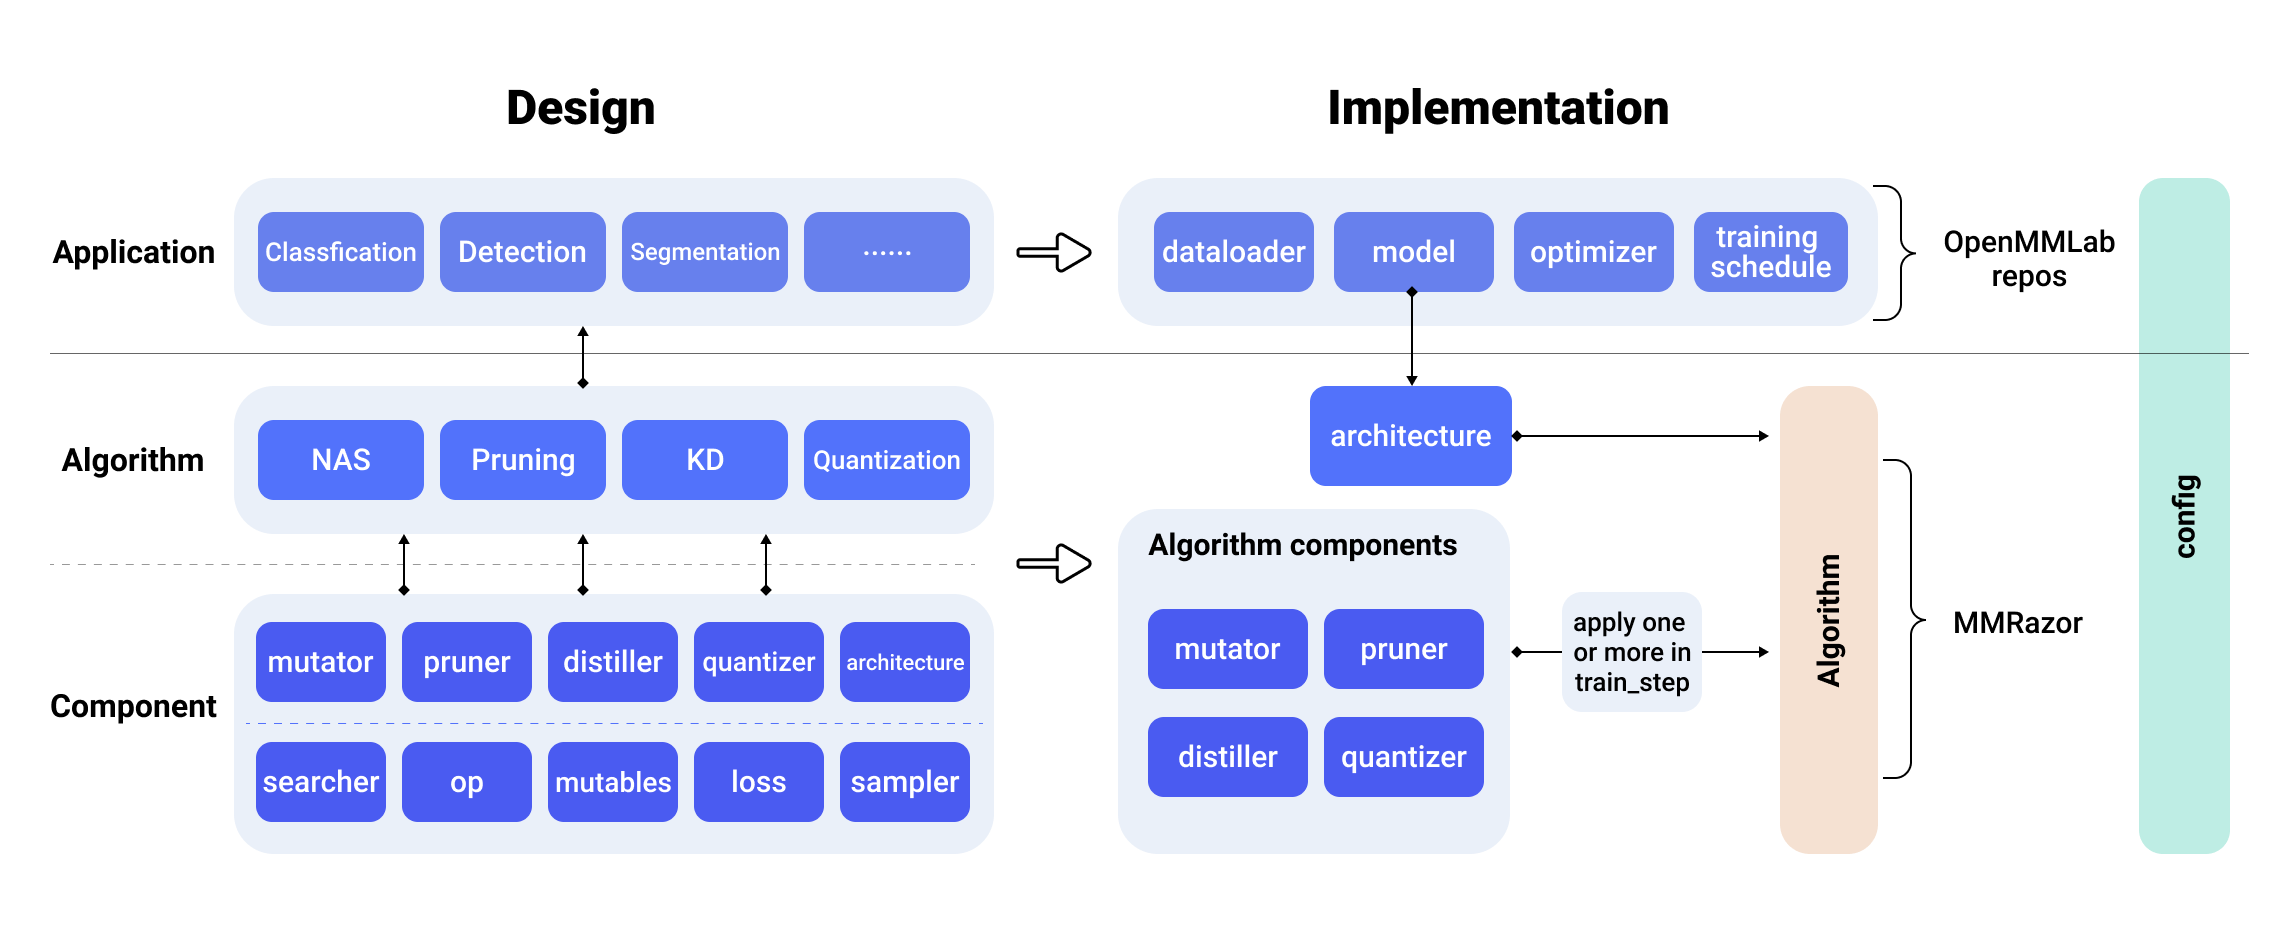 Design
Implementation
Application
Classfication
Detection
Segmentation
......
dataloader
model
optimizer
training
schedule
OpenMMLab
repos
Algorithm
NAS
Pruning
KD
Quantization
architecture
Component
mutator
pruner
distiller
quantizer
architecture
searcher
op
mutables
loss
sampler
Algorithm components
mutator
pruner
distiller
quantizer
apply one
or more in
train_step
Algorithm
MMRazor
config